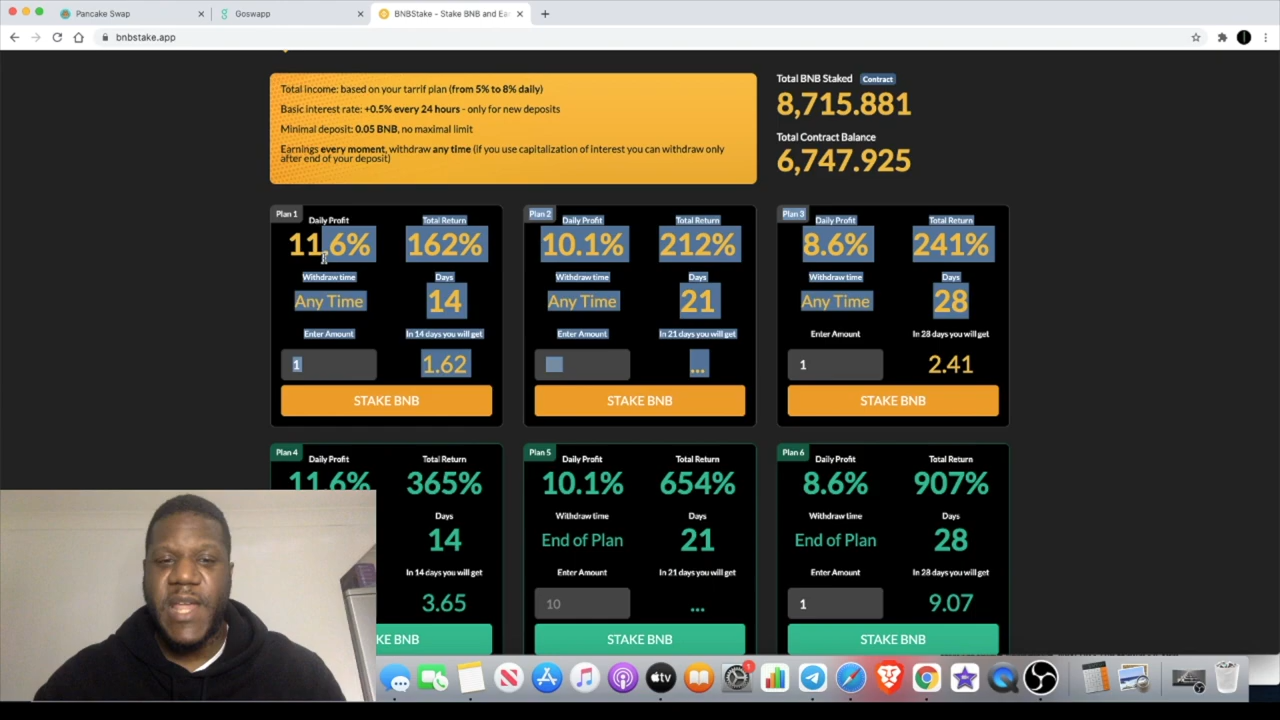 Pancake Swap
Goswapp
BNBStake - Stake BNB and Ea
bnbstake.app
Total income: based on your tarrif plan (from 5% to 8% daily)
Basic interest rate: +0.5% every 24 hours - only for new deposits
Minimal deposit: 0.05 BNB, no maximal limit
Earnings every moment, withdraw any time (if you use capitalization of interest you can withdraw only
after end of your deposit)
Total BNB Staked Contract
8,715.881
Total Contract Balance
6,747.925
Plan 1
Daily Profit Total Return
11.6% 162%
Withdraw time Days
Any Time 14
Enter Amount In 14 days you will get
1 1.62
STAKE BNB
Plan 2
Daily Profit Total Return
10.1% 212%
Withdraw time Days
Any Time 21
Enter Amount In 21 days you will get
...
STAKE BNB
Plan 3
Daily Profit Total Return
8.6% 241%
Withdraw time Days
Any Time 28
Enter Amount In 28 days you will get
1 2.41
STAKE BNB
Plan 4
Daily Profit Total Return
11.6% 365%
Days
14
In 14 days you will get
3.65
KE BNB
Plan 5
Daily Profit Total Return
10.1% 654%
Withdraw time Days
End of Plan 21
Enter Amount In 21 days you will get
10 ...
STAKE BNB
Plan 6
Daily Profit Total Return
8.6% 907%
Withdraw time Days
End of Plan 28
Enter Amount In 28 days you will get
1 9.07
STAKE BNB
tv
1